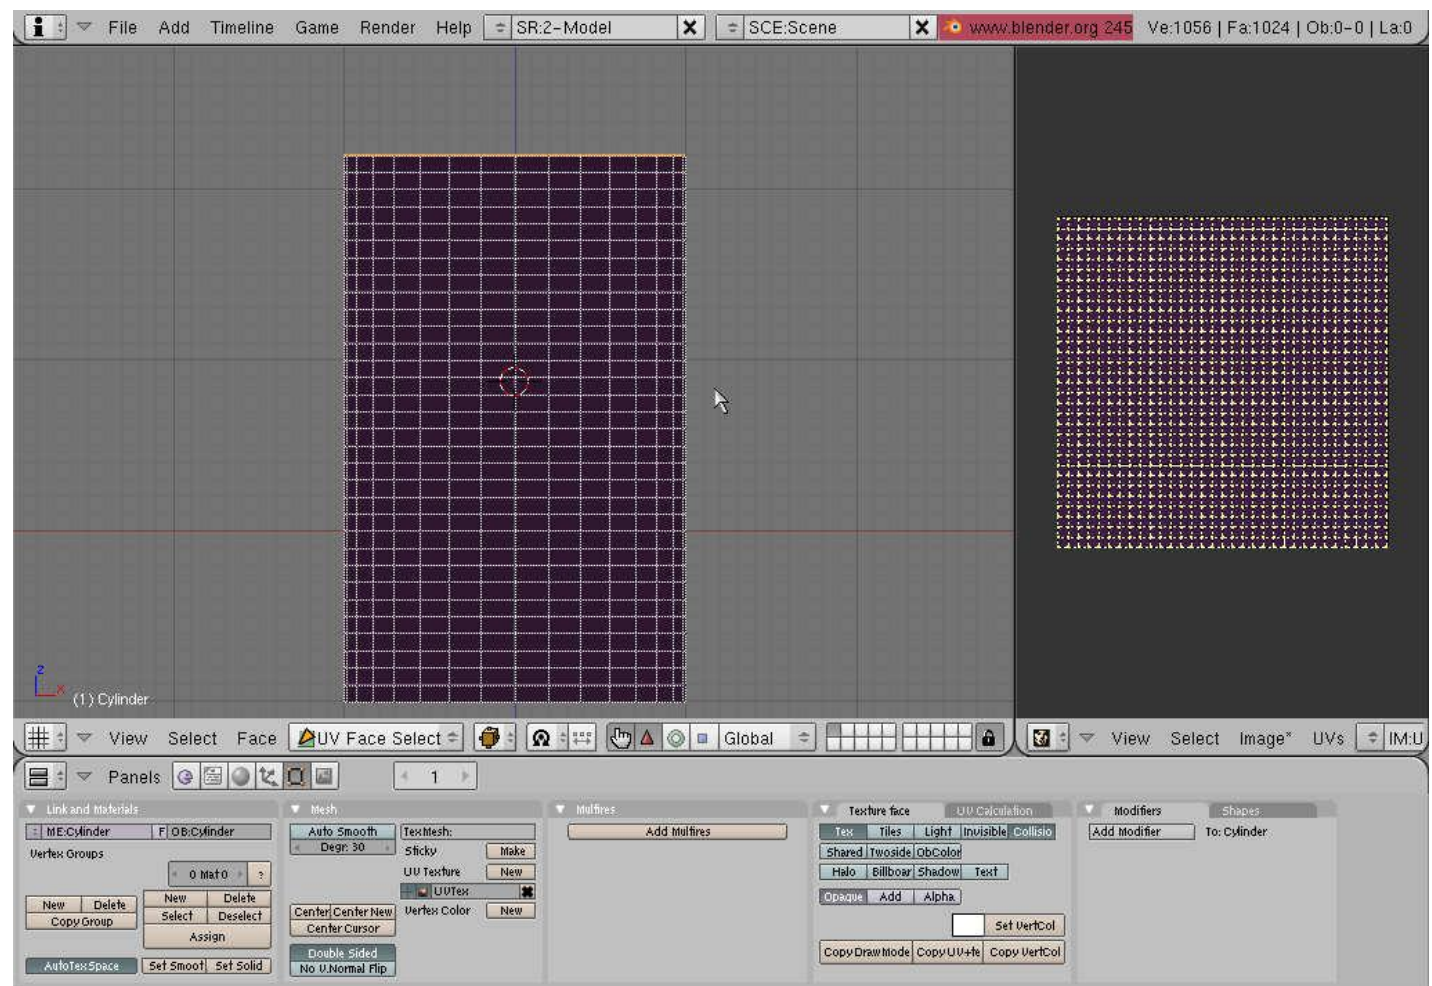 File Add Timeline Game Render Help SR:2-Model SCE:Scene www.blender.org 245 Ve:1056 | Fa:1024 | Ob:0-0 | La:0
z
x
(1) Cylinder
View Select Face UV Face Select Global
View Select Image* UVs IM:U
Panels 1
Link and Materials
ME:Cylinder F OB:Cylinder
Vertex Groups
0 Mat 0 ?
New Delete New Delete
Copy Group Select Deselect
Assign
AutoTexSpace Set Smoot Set Solid
Mesh
Auto Smooth TexMesh:
Degr: 30 Sticky Make
UV Texture New
UVTex
Center Center New Vertex Color New
Center Cursor
Double Sided
No V.Normal Flip
Multires
Add Multires
Texture face UV Calculation
Tex Tiles Light Invisible Collisio
Shared Twoside ObColor
Halo Billboar Shadow Text
Opaque Add Alpha
Set VertCol
Copy DrawMode Copy UV+te Copy VertCol
Modifiers Shapes
Add Modifier To: Cylinder